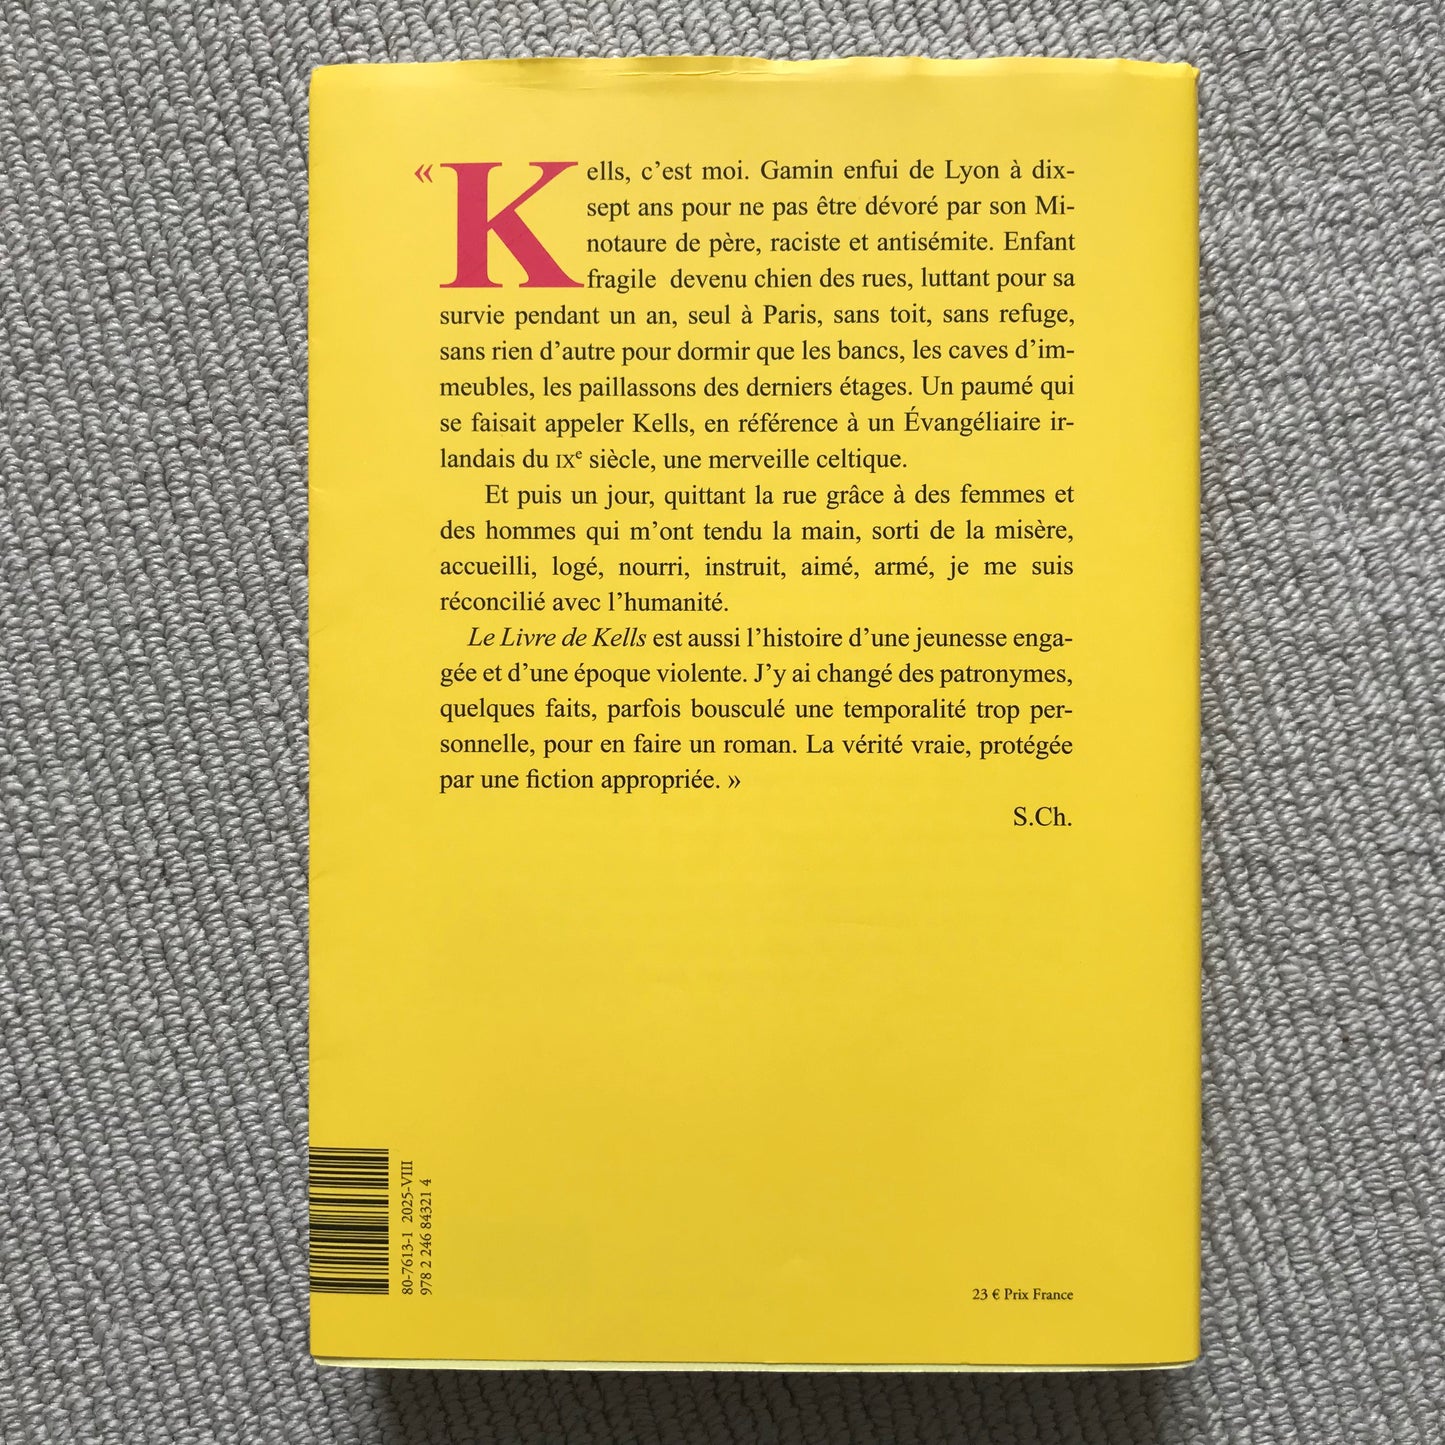 « Kells, c’est moi. Gamin enfui de Lyon à dix-
sept ans pour ne pas être dévoré par son Mi-
notaure de père, raciste et antisémite. Enfant
fragile devenu chien des rues, luttant pour sa
survie pendant un an, seul à Paris, sans toit, sans refuge,
sans rien d’autre pour dormir que les bancs, les caves d’im-
meubles, les paillassons des derniers étages. Un paumé qui
se faisait appeler Kells, en référence à un Évangéliaire ir-
landais du IXe siècle, une merveille celtique.
Et puis un jour, quittant la rue grâce à des femmes et
des hommes qui m’ont tendu la main, sorti de la misère,
accueilli, logé, nourri, instruit, aimé, armé, je me suis
réconcilié avec l’humanité.
Le Livre de Kells est aussi l’histoire d’une jeunesse enga-
gée et d’une époque violente. J’y ai changé des patronymes,
quelques faits, parfois bousculé une temporalité trop per-
sonnelle, pour en faire un roman. La vérité vraie, protégée
par une fiction appropriée. »
S.Ch.
80-7613-1 2025-VIII
978 2 246 84321 4
23 € Prix France